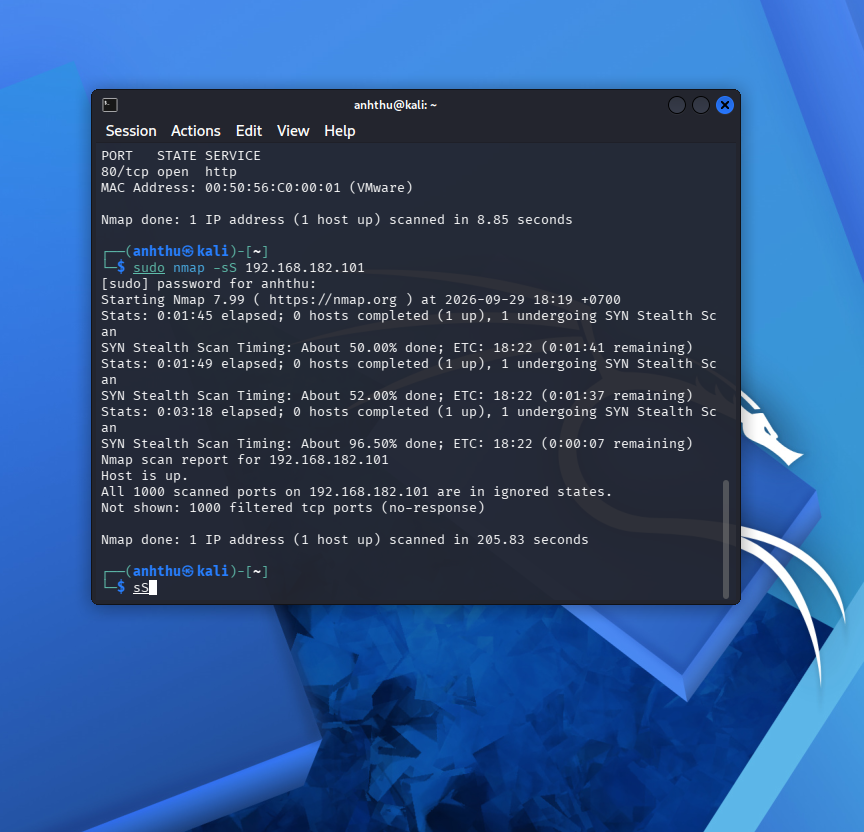 anhthu@kali: ~
Session Actions Edit View Help
PORT   STATE SERVICE
80/tcp open  http
MAC Address: 00:50:56:C0:00:01 (VMware)
Nmap done: 1 IP address (1 host up) scanned in 8.85 seconds
┌──(anhthu㉿kali)-[~]
└─$ sudo nmap -sS 192.168.182.101
[sudo] password for anhthu:
Starting Nmap 7.99 ( https://nmap.org ) at 2026-09-29 18:19 +0700
Stats: 0:01:45 elapsed; 0 hosts completed (1 up), 1 undergoing SYN Stealth Sc
an
SYN Stealth Scan Timing: About 50.00% done; ETC: 18:22 (0:01:41 remaining)
Stats: 0:01:49 elapsed; 0 hosts completed (1 up), 1 undergoing SYN Stealth Sc
an
SYN Stealth Scan Timing: About 52.00% done; ETC: 18:22 (0:01:37 remaining)
Stats: 0:03:18 elapsed; 0 hosts completed (1 up), 1 undergoing SYN Stealth Sc
an
SYN Stealth Scan Timing: About 96.50% done; ETC: 18:22 (0:00:07 remaining)
Nmap scan report for 192.168.182.101
Host is up.
All 1000 scanned ports on 192.168.182.101 are in ignored states.
Not shown: 1000 filtered tcp ports (no-response)
Nmap done: 1 IP address (1 host up) scanned in 205.83 seconds
┌──(anhthu㉿kali)-[~]
└─$ sS